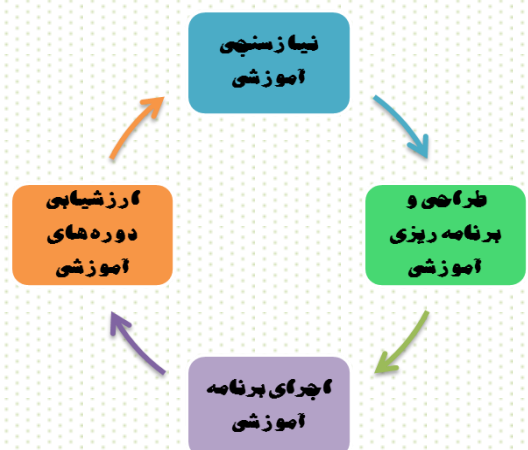 نیازسنجی
آموزشی
طراحی و
برنامه ریزی
آموزشی
اجرای برنامه
آموزشی
ارزشیابی
دوره‌های
آموزشی